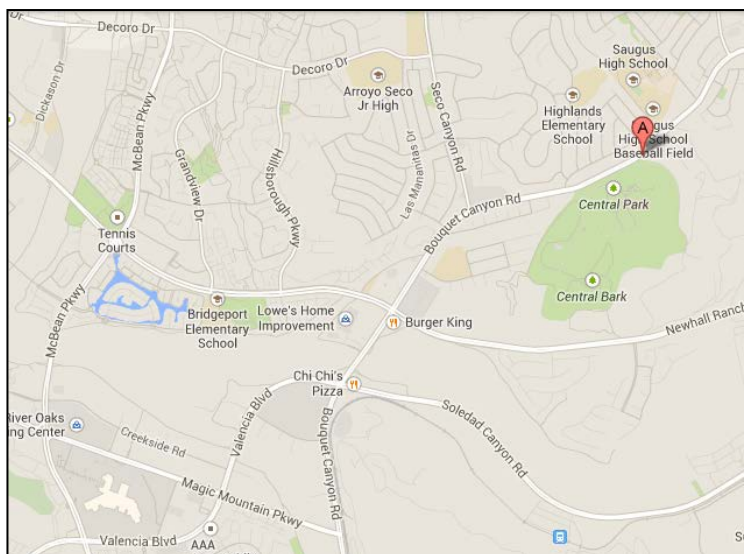 Decoro Dr
Decoro Dr
Dickason Dr
McBean Pkwy
Arroyo Seco
Jr High
Seco Canyon Rd
Saugus
High School
Highlands
Elementary
School
A
High School
Baseball Field
Grandview Dr
Hillsborough Pkwy
Las Mananitas Dr
Bouquet Canyon Rd
Central Park
Tennis
Courts
Central Bark
McBean Pkwy
Bridgeport
Elementary
School
Lowe's Home
Improvement
Burger King
Newhall Ranch
Chi Chi's
Pizza
Valencia Blvd
Bouquet Canyon Rd
Soledad Canyon Rd
River Oaks
Center
Creekside Rd
Magic Mountain Pkwy
Valencia Blvd
AAA